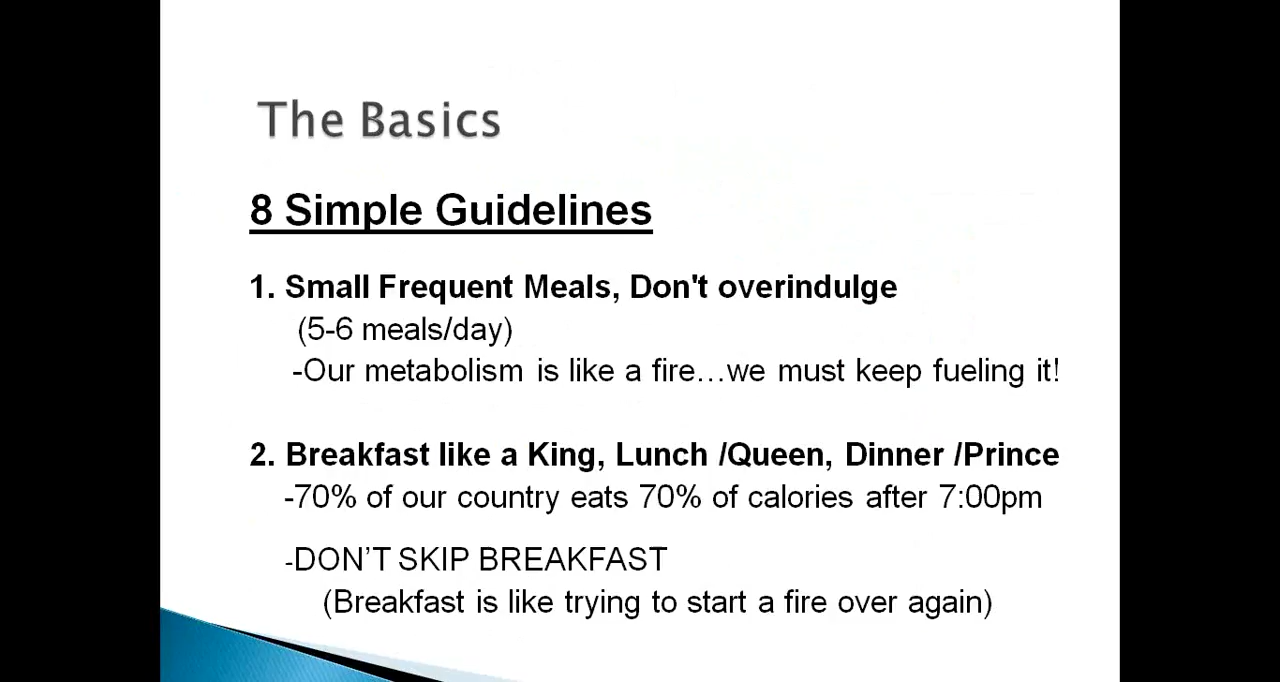 The Basics
8 Simple Guidelines
1. Small Frequent Meals, Don't overindulge
(5-6 meals/day)
-Our metabolism is like a fire…we must keep fueling it!
2. Breakfast like a King, Lunch /Queen, Dinner /Prince
-70% of our country eats 70% of calories after 7:00pm
-DON’T SKIP BREAKFAST
(Breakfast is like trying to start a fire over again)